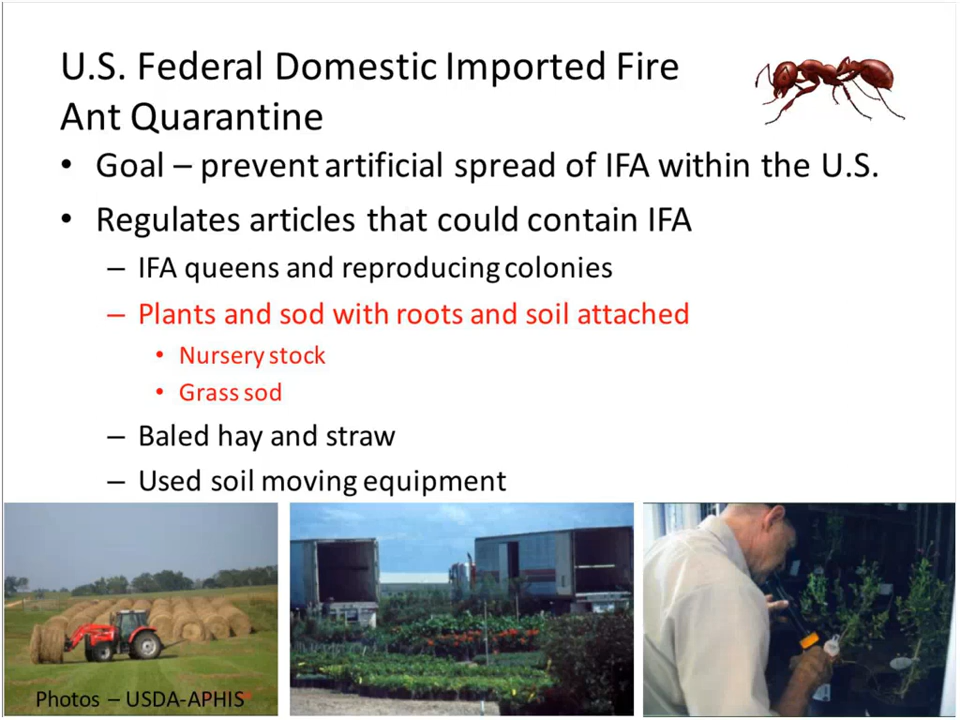 U.S. Federal Domestic Imported Fire
Ant Quarantine
• Goal – prevent artificial spread of IFA within the U.S.
• Regulates articles that could contain IFA
– IFA queens and reproducing colonies
– Plants and sod with roots and soil attached
• Nursery stock
• Grass sod
– Baled hay and straw
– Used soil moving equipment
Photos – USDA-APHIS